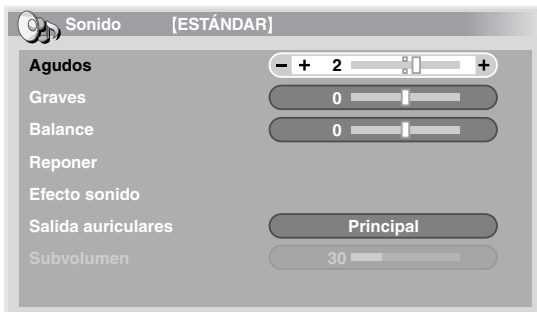 Sonido [ESTÁNDAR]
Agudos - + 2 +
Graves 0
Balance 0
Reponer
Efecto sonido
Salida auriculares Principal
Subvolumen 30